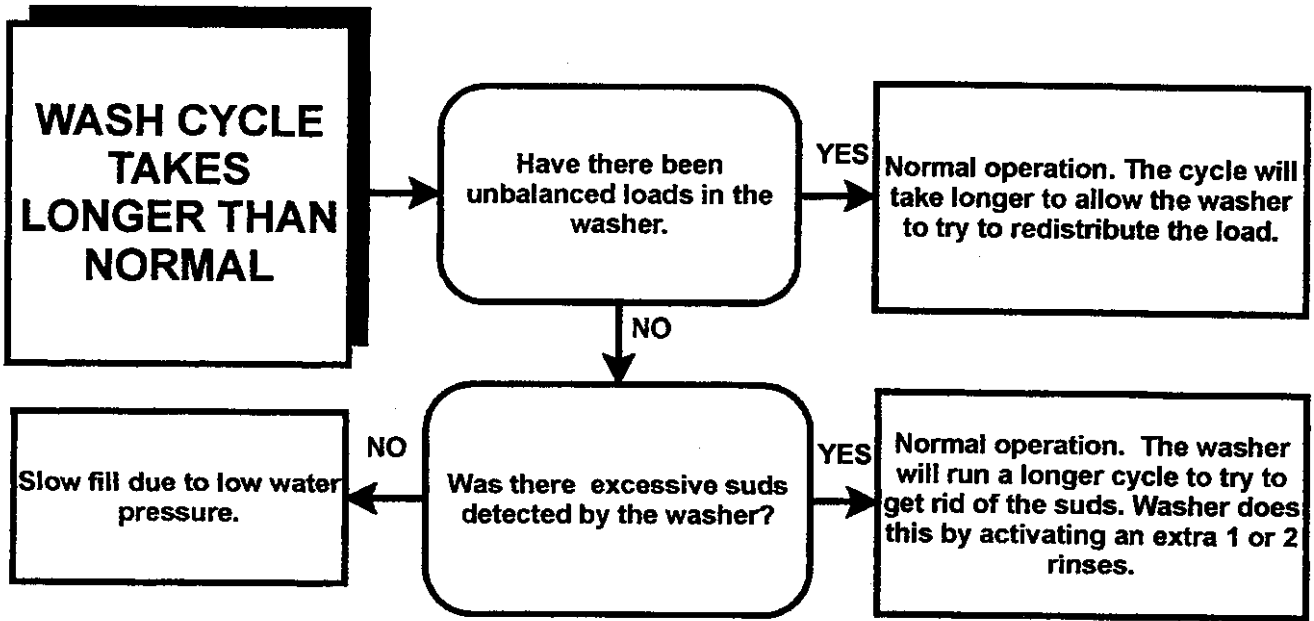 WASH CYCLE
TAKES
LONGER THAN
NORMAL
Have there been
unbalanced loads in the
washer.
YES
Normal operation. The cycle will
take longer to allow the washer
to try to redistribute the load.
NO
Was there excessive suds
detected by the washer?
YES
Normal operation. The washer
will run a longer cycle to try to
get rid of the suds. Washer does
this by activating an extra 1 or 2
rinses.
NO
Slow fill due to low water
pressure.